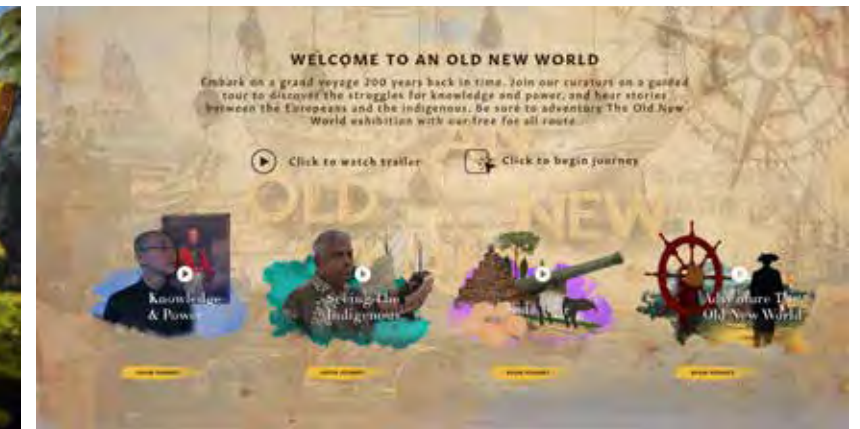 WELCOME TO AN OLD NEW WORLD
Embark on a grand voyage 200 years back in time. Join our curators on a guided
tour to discover the struggles for knowledge and power, and hear stories
between the Europeans and the indigenous. Be sure to adventure The Old New
World exhibition with our free for all route.
Click to watch trailer
Click to begin journey
OLD NEW
Knowledge
& Power
Seeing The
Indigenous
Adventure The
Old New World